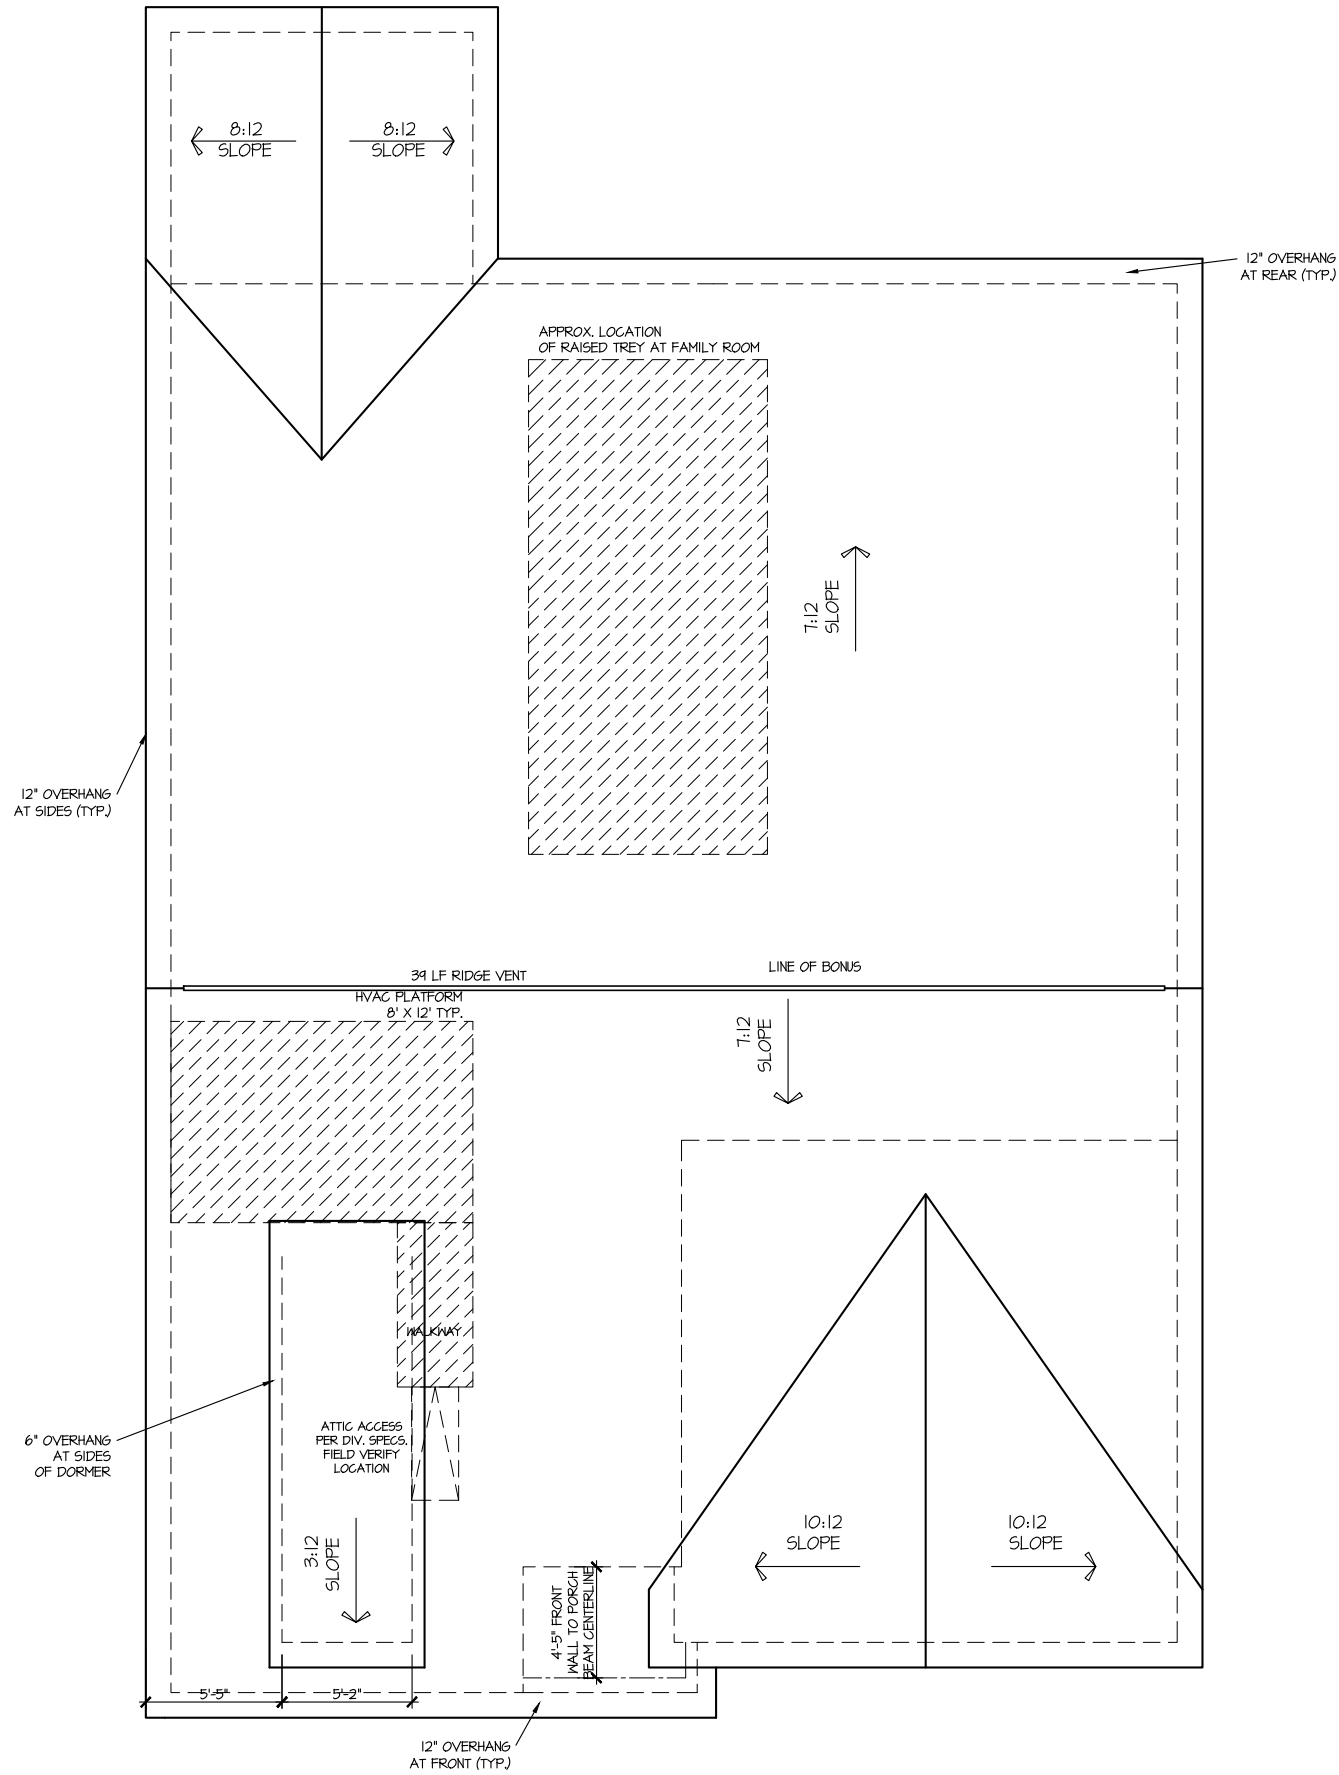 8:12
SLOPE
8:12
SLOPE
12" OVERHANG
AT REAR (TYP.)
APPROX. LOCATION
OF RAISED TREY AT FAMILY ROOM
7:12
SLOPE
12" OVERHANG
AT SIDES (TYP.)
39 LF RIDGE VENT
LINE OF BONUS
HVAC PLATFORM
8' X 12' TYP.
7:12
SLOPE
WALKWAY
6" OVERHANG
AT SIDES
OF DORMER
ATTIC ACCESS
PER DIV. SPECS.
FIELD VERIFY
LOCATION
3:12
SLOPE
10:12
SLOPE
10:12
SLOPE
4'-5" FRONT
WALL TO PORCH
BEAM CENTERLINE
5'-5"
5'-2"
12" OVERHANG
AT FRONT (TYP.)